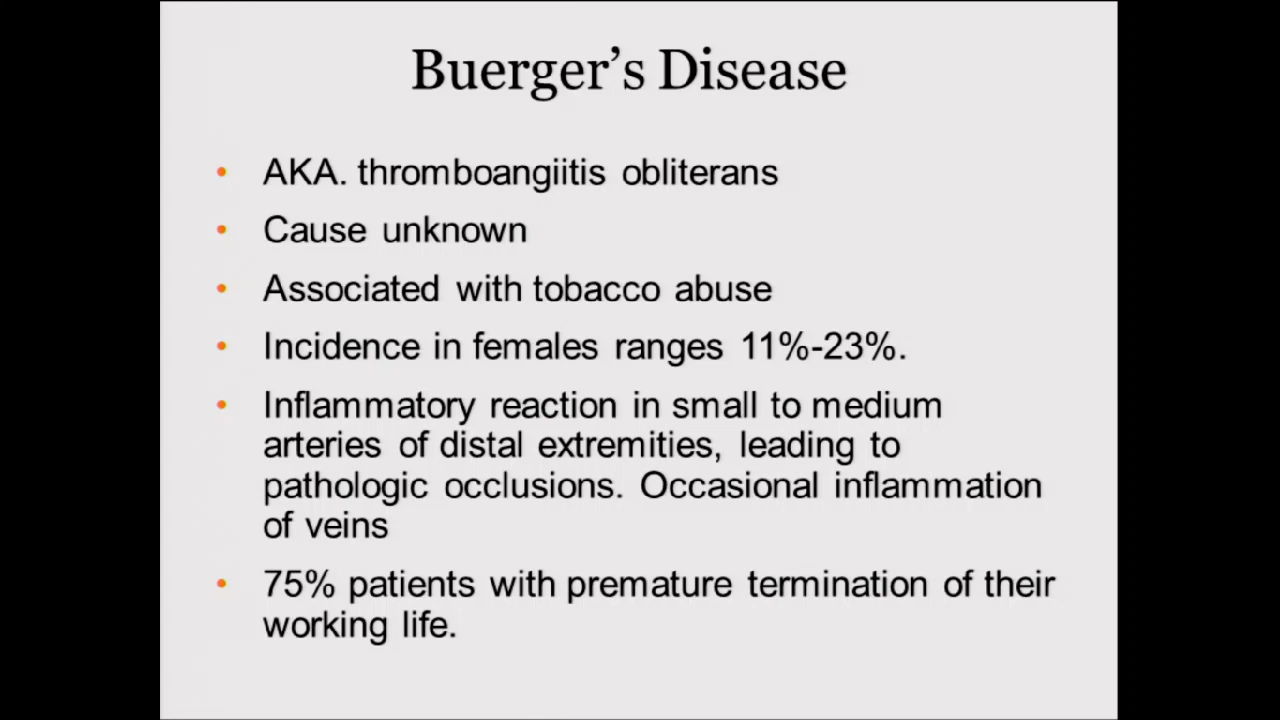 Buerger’s Disease
• AKA. thromboangiitis obliterans
• Cause unknown
• Associated with tobacco abuse
• Incidence in females ranges 11%-23%.
• Inflammatory reaction in small to medium
arteries of distal extremities, leading to
pathologic occlusions. Occasional inflammation
of veins
• 75% patients with premature termination of their
working life.